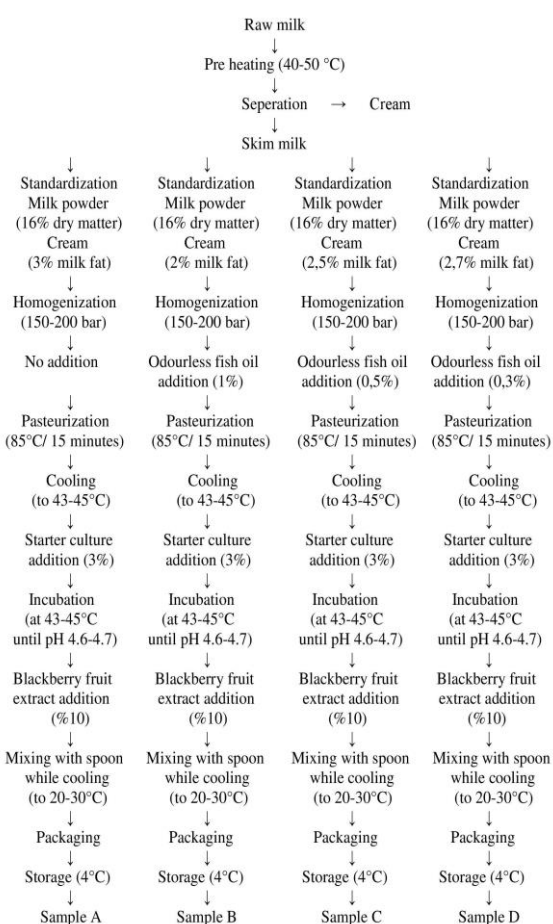 Raw milk
↓
Pre heating (40-50 °C)
↓
Seperation → Cream
↓
Skim milk
↓ ↓ ↓ ↓
Standardization Standardization Standardization Standardization
Milk powder Milk powder Milk powder Milk powder
(16% dry matter) (16% dry matter) (16% dry matter) (16% dry matter)
Cream Cream Cream Cream
(3% milk fat) (2% milk fat) (2,5% milk fat) (2,7% milk fat)
↓ ↓ ↓ ↓
Homogenization Homogenization Homogenization Homogenization
(150-200 bar) (150-200 bar) (150-200 bar) (150-200 bar)
↓ ↓ ↓ ↓
No addition Odourless fish oil Odourless fish oil Odourless fish oil
addition (1%) addition (0,5%) addition (0,3%)
↓ ↓ ↓ ↓
Pasteurization Pasteurization Pasteurization Pasteurization
(85°C/ 15 minutes) (85°C/ 15 minutes) (85°C/ 15 minutes) (85°C/ 15 minutes)
↓ ↓ ↓ ↓
Cooling Cooling Cooling Cooling
(to 43-45°C) (to 43-45°C) (to 43-45°C) (to 43-45°C)
↓ ↓ ↓ ↓
Starter culture Starter culture Starter culture Starter culture
addition (3%) addition (3%) addition (3%) addition (3%)
↓ ↓ ↓ ↓
Incubation Incubation Incubation Incubation
(at 43-45°C (at 43-45°C (at 43-45°C (at 43-45°C
until pH 4.6-4.7) until pH 4.6-4.7) until pH 4.6-4.7) until pH 4.6-4.7)
↓ ↓ ↓ ↓
Blackberry fruit Blackberry fruit Blackberry fruit Blackberry fruit
extract addition extract addition extract addition extract addition
(%10) (%10) (%10) (%10)
↓ ↓ ↓ ↓
Mixing with spoon Mixing with spoon Mixing with spoon Mixing with spoon
while cooling while cooling while cooling while cooling
(to 20-30°C) (to 20-30°C) (to 20-30°C) (to 20-30°C)
↓ ↓ ↓ ↓
Packaging Packaging Packaging Packaging
↓ ↓ ↓ ↓
Storage (4°C) Storage (4°C) Storage (4°C) Storage (4°C)
↓ ↓ ↓ ↓
Sample A Sample B Sample C Sample D